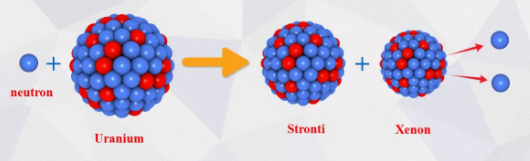 +
+
neutron
Uranium
Stronti
Xenon